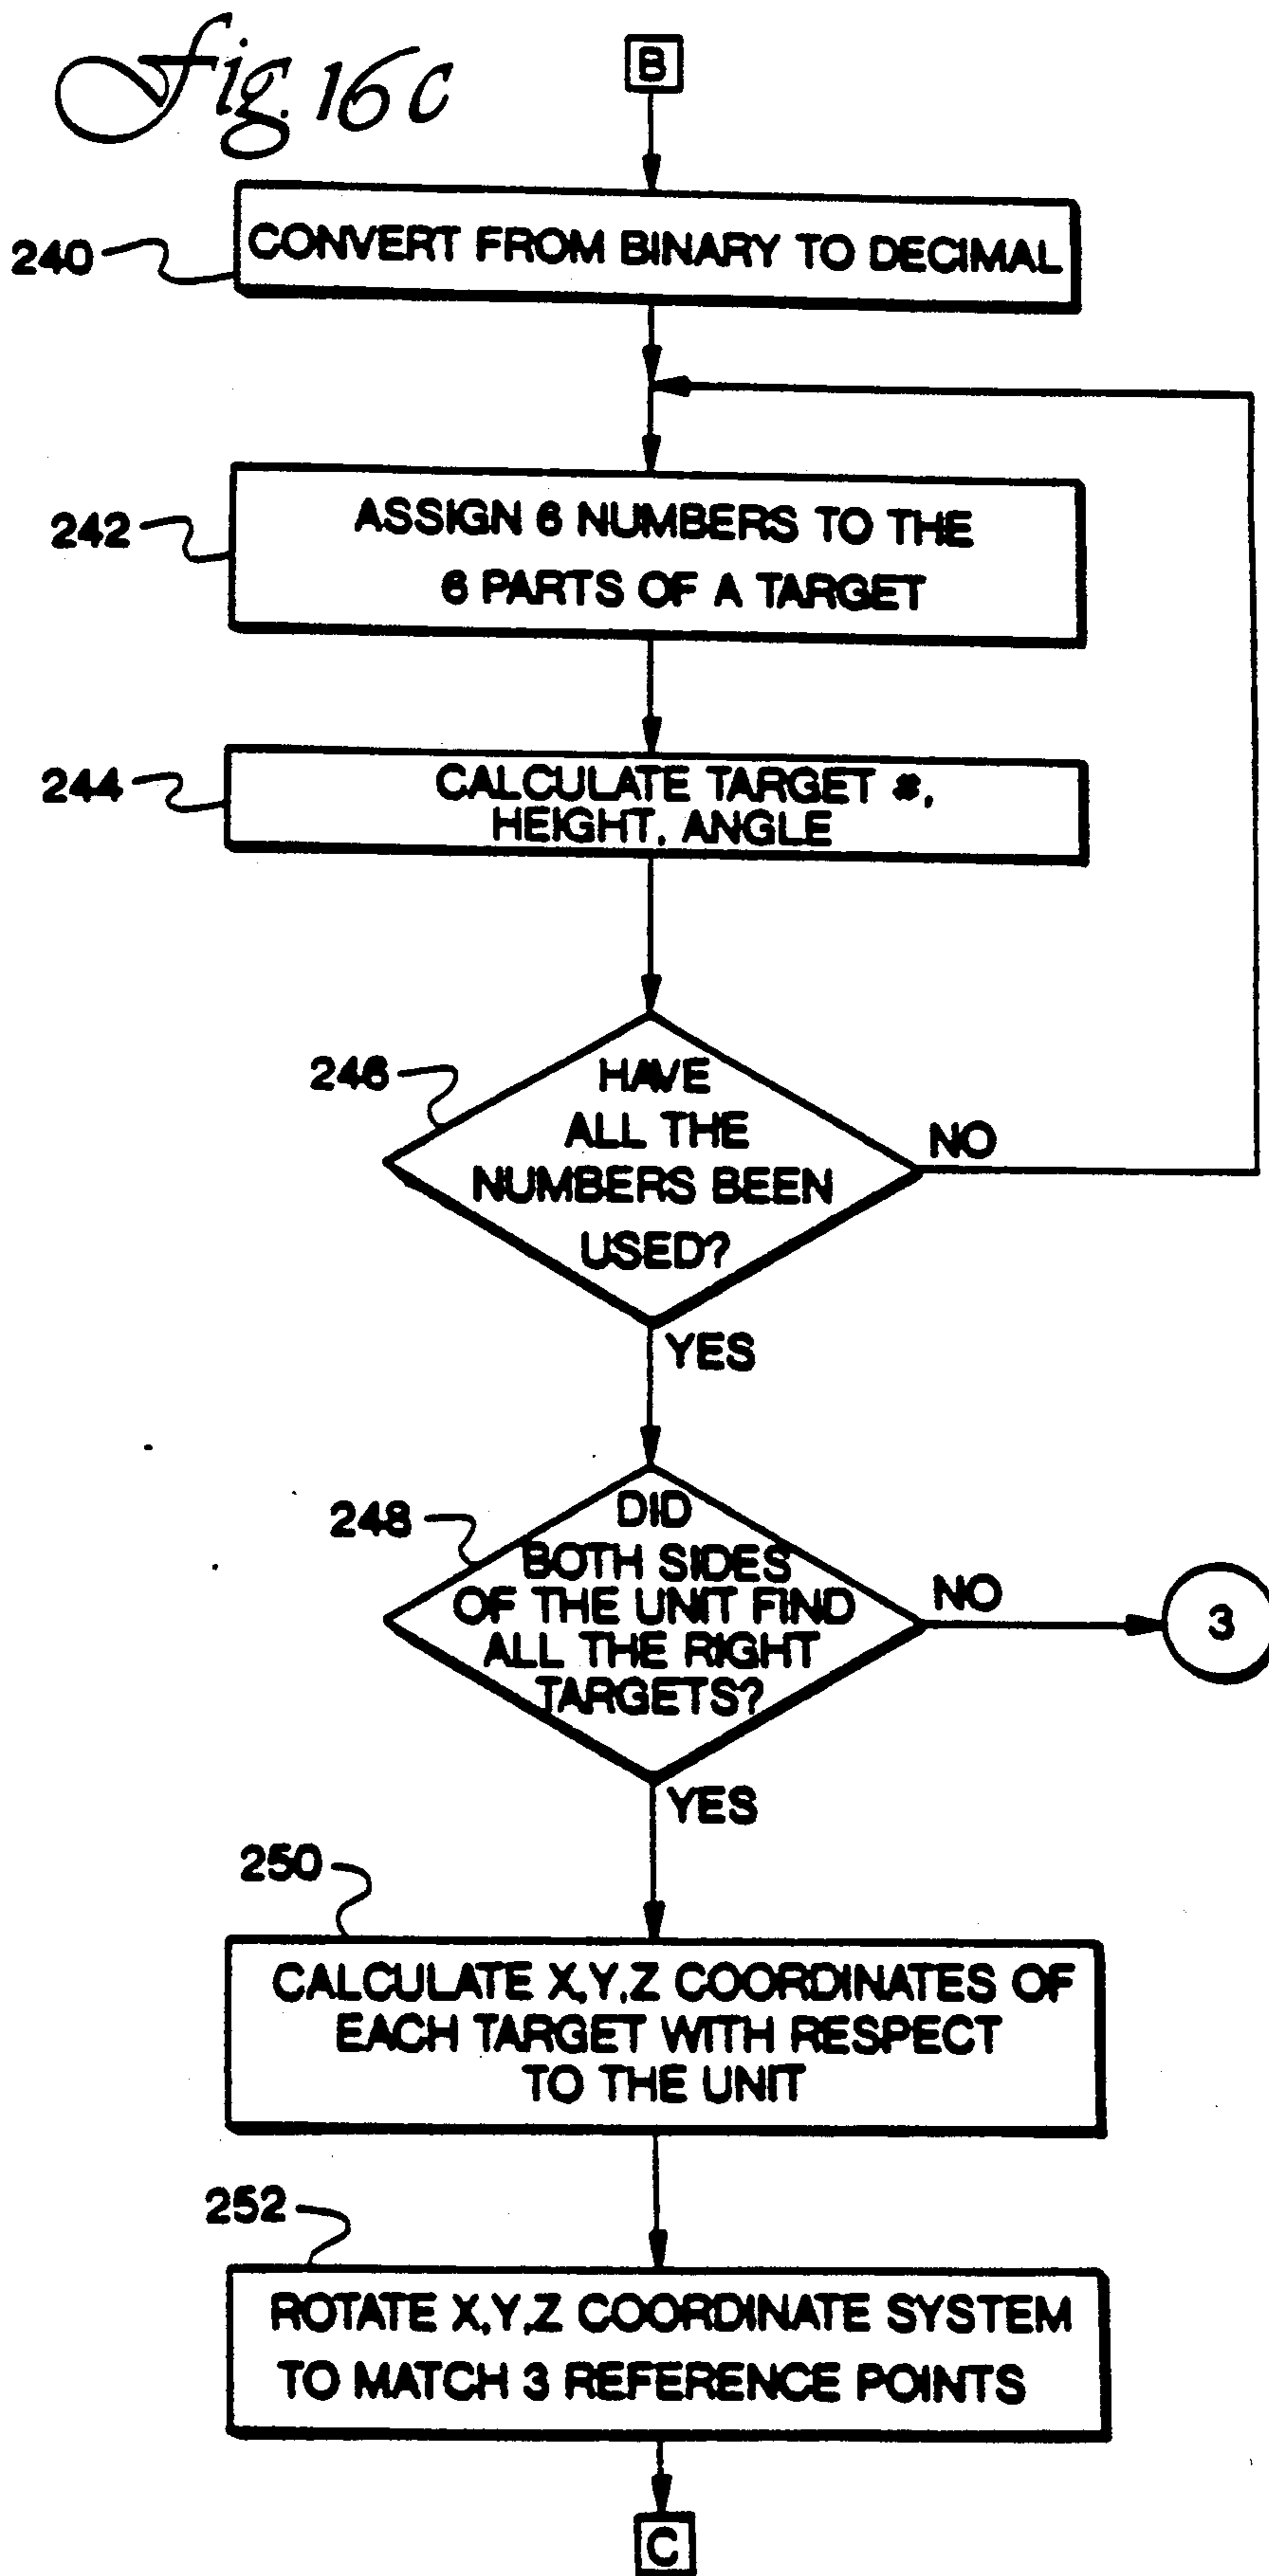 Fig. 16c
B
240
CONVERT FROM BINARY TO DECIMAL
242
ASSIGN 6 NUMBERS TO THE
6 PARTS OF A TARGET
244
CALCULATE TARGET #,
HEIGHT, ANGLE
246
HAVE
ALL THE
NUMBERS BEEN
USED?
NO
YES
248
DID
BOTH SIDES
OF THE UNIT FIND
ALL THE RIGHT
TARGETS?
NO
3
YES
250
CALCULATE X,Y,Z COORDINATES OF
EACH TARGET WITH RESPECT
TO THE UNIT
252
ROTATE X,Y,Z COORDINATE SYSTEM
TO MATCH 3 REFERENCE POINTS
C